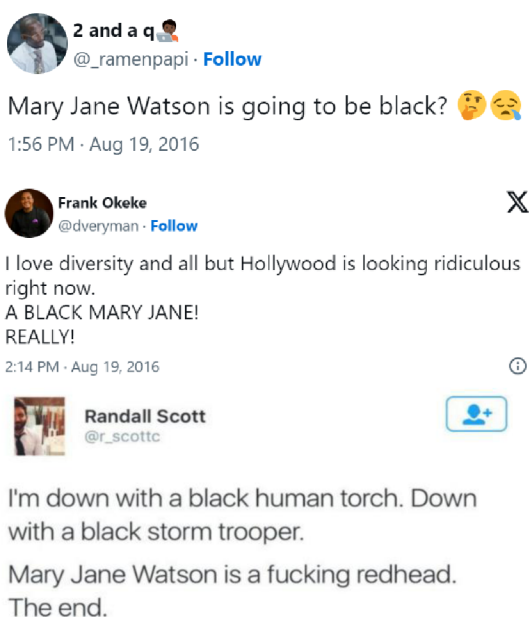 2 and a q👨🏿‍💻
@_ramenpapi · Follow
Mary Jane Watson is going to be black? 🤔😪
1:56 PM · Aug 19, 2016
Frank Okeke
@dveryman · Follow
X
I love diversity and all but Hollywood is looking ridiculous
right now.
A BLACK MARY JANE!
REALLY!
2:14 PM · Aug 19, 2016
Randall Scott
@r_scottc
I'm down with a black human torch. Down
with a black storm trooper.
Mary Jane Watson is a fucking redhead.
The end.